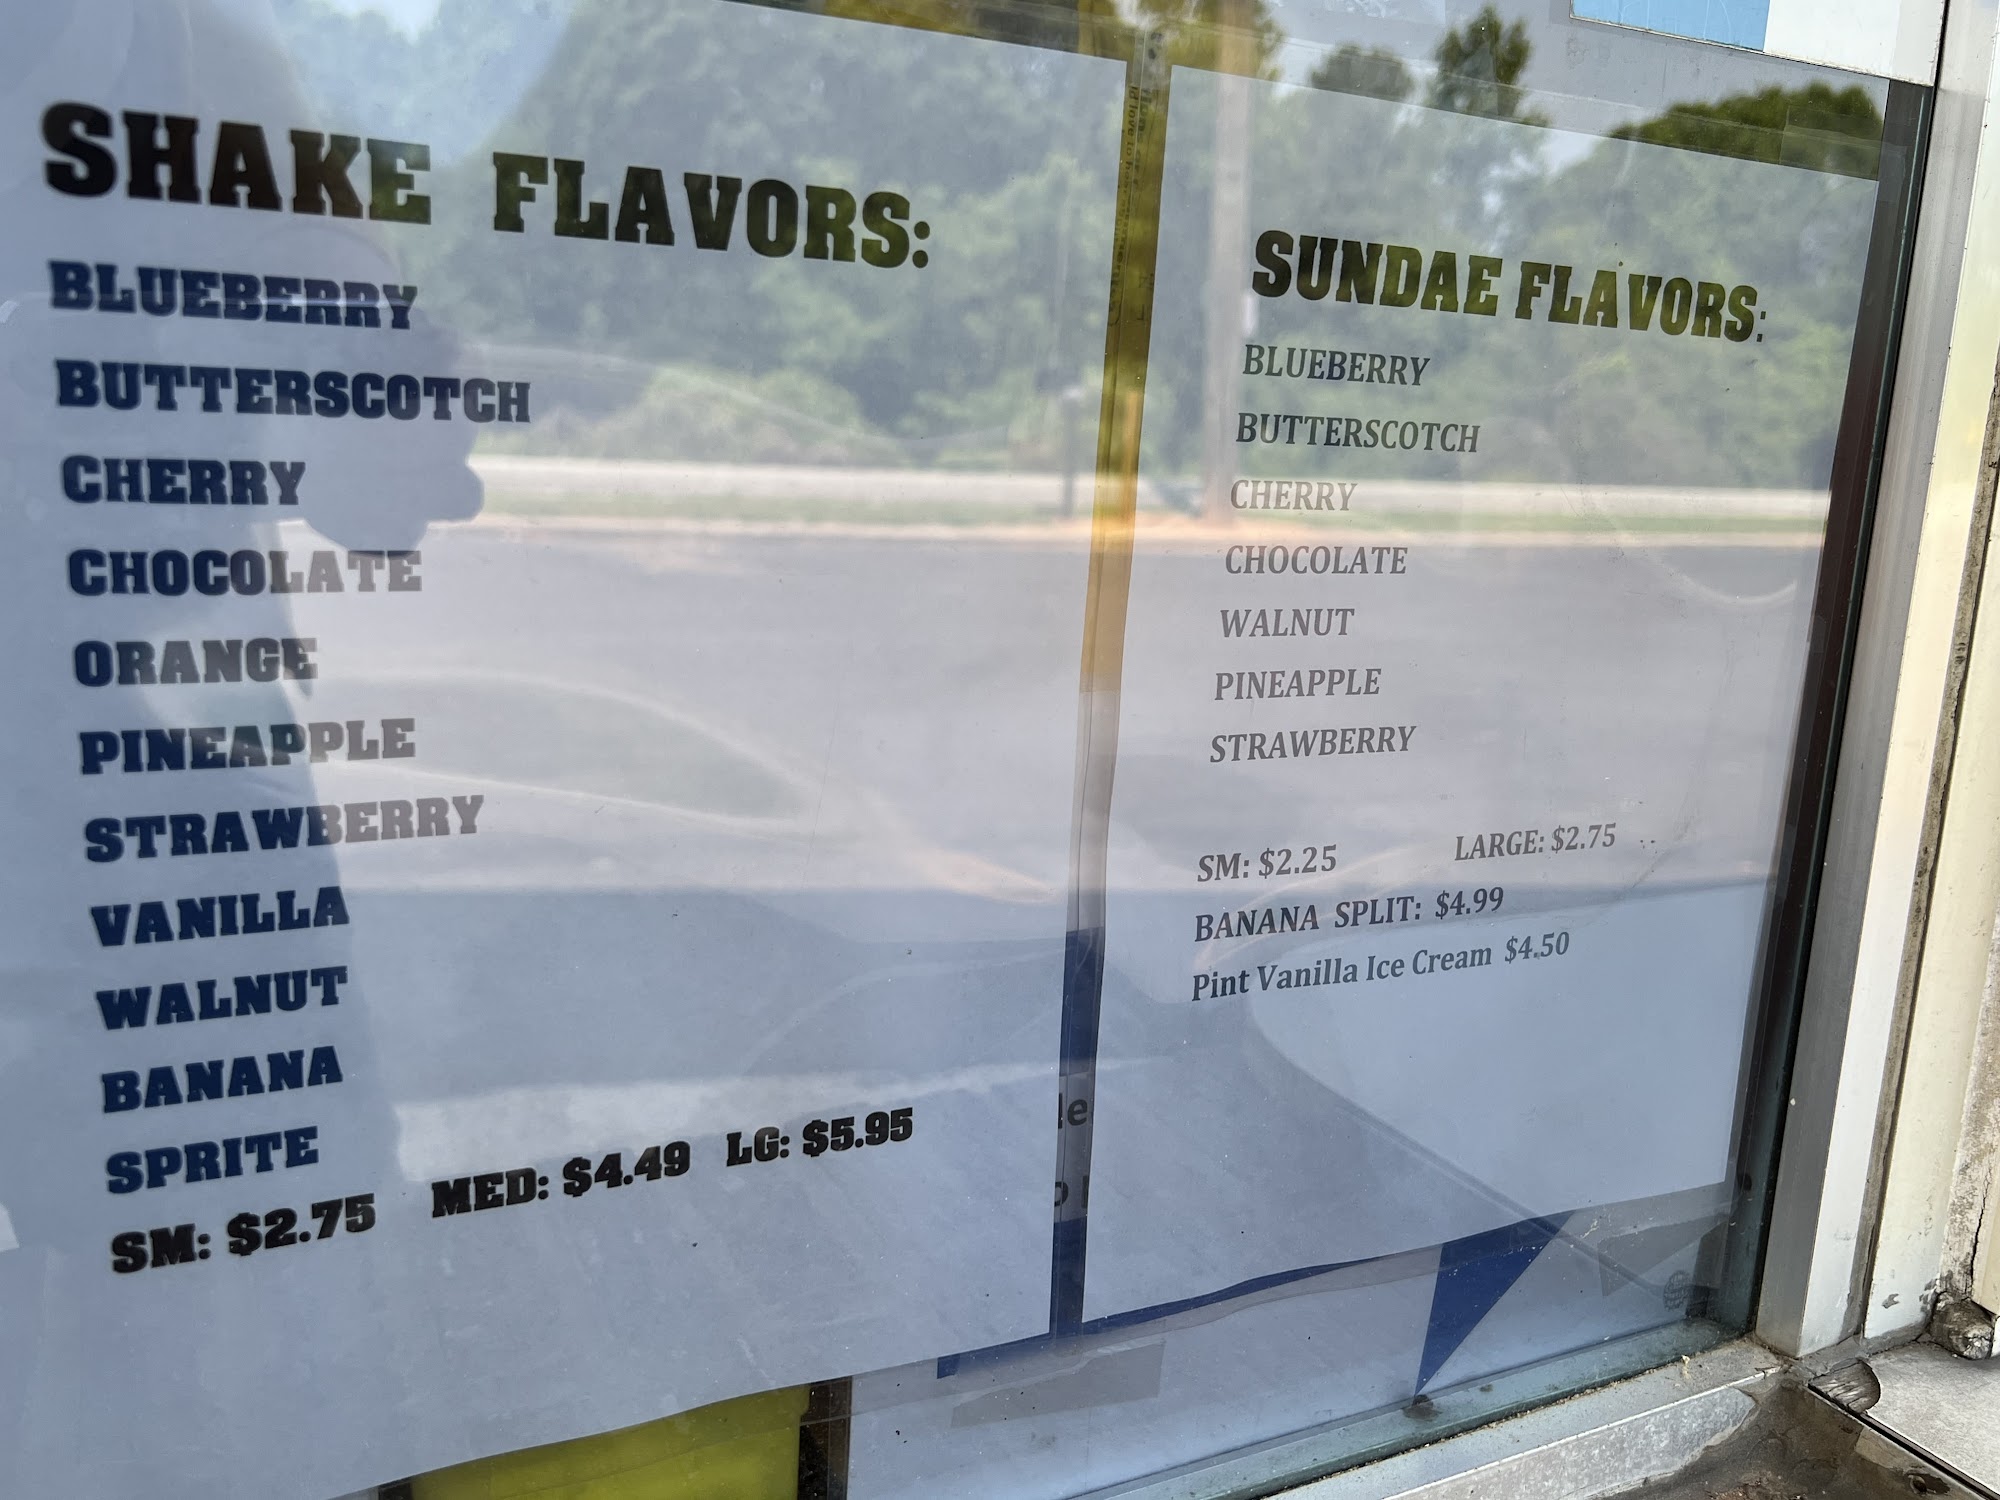 SHAKE FLAVORS:
BLUEBERRY
BUTTERSCOTCH
CHERRY
CHOCOLATE
ORANGE
PINEAPPLE
STRAWBERRY
VANILLA
WALNUT
BANANA
SPRITE
SM: $2.75 MED: $4.49 LG: $5.95
SUNDAE FLAVORS:
BLUEBERRY
BUTTERSCOTCH
CHERRY
CHOCOLATE
WALNUT
PINEAPPLE
STRAWBERRY
SM: $2.25 LARGE: $2.75
BANANA SPLIT: $4.99
Pint Vanilla Ice Cream $4.50